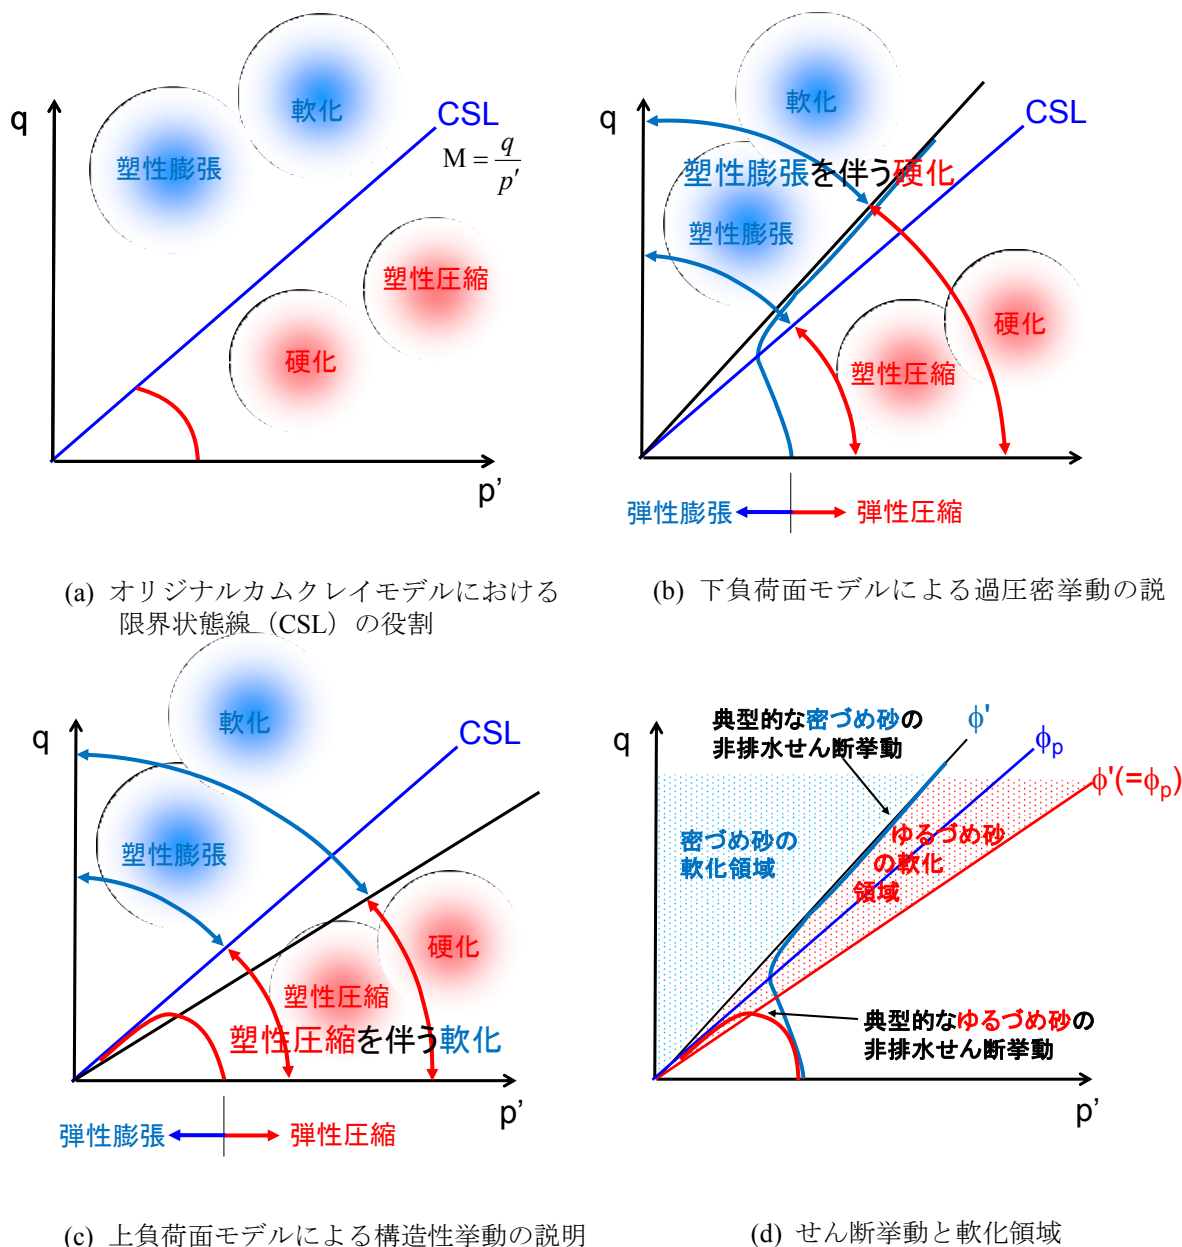 q
軟化
塑性膨張
CSL
M = q/p′
塑性圧縮
硬化
p’
(a) オリジナルカムクレイモデルにおける
限界状態線（CSL）の役割
q
軟化
CSL
塑性膨張を伴う硬化
塑性膨張
硬化
塑性圧縮
弾性膨張
弾性圧縮
(b) 下負荷面モデルによる過圧密挙動の説
q
軟化
CSL
塑性膨張
硬化
塑性圧縮
塑性圧縮を伴う軟化
p’
弾性膨張
弾性圧縮
(c) 上負荷面モデルによる構造性挙動の説明
q
典型的な密づめ砂の
非排水せん断挙動
ϕ'
ϕp
ϕ'(=ϕp)
密づめ砂の
軟化領域
ゆるづめ砂
の軟化
領域
典型的なゆるづめ砂の
非排水せん断挙動
p’
(d) せん断挙動と軟化領域